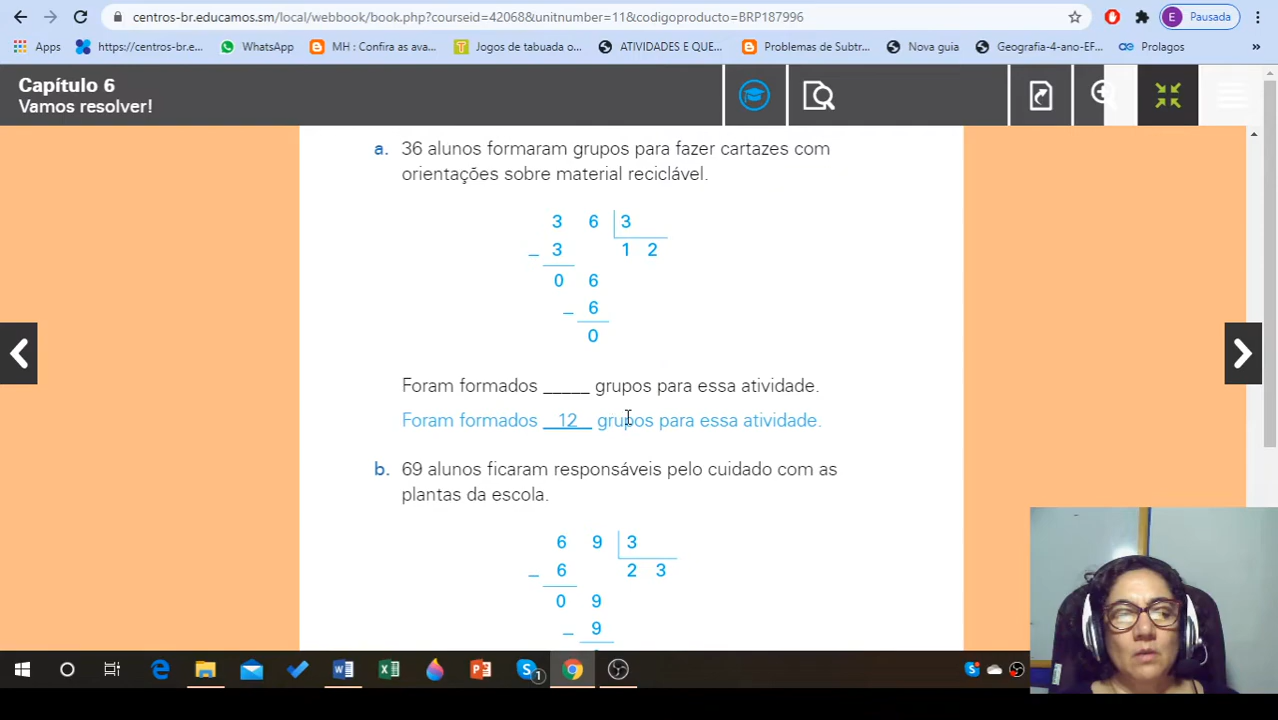 centros-br.educamos.sm/local/webbook/book.php?courseid=42068&unitnumber=11&codigoproducto=BRP187996
E Pausada
Apps https://centros-br.e... WhatsApp MH : Confira as ava... Jogos de tabuada o... ATIVIDADES E QUE... Problemas de Subtr... Nova guia Geografia-4-ano-EF... Prolagos »
Capítulo 6
Vamos resolver!
a. 36 alunos formaram grupos para fazer cartazes com
orientações sobre material reciclável.
3 6 3
– 3 1 2
0 6
– 6
0
Foram formados _____ grupos para essa atividade.
Foram formados 12 grupos para essa atividade.
b. 69 alunos ficaram responsáveis pelo cuidado com as
plantas da escola.
6 9 3
– 6 2 3
0 9
– 9